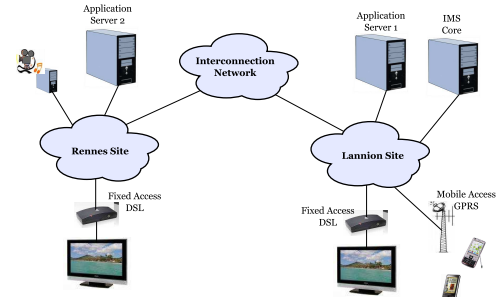 Application
Server 2
Application
Server 1
IMS
Core
Interconnection
Network
Rennes Site
Lannion Site
Fixed Access
DSL
Fixed Access
DSL
Mobile Access
GPRS